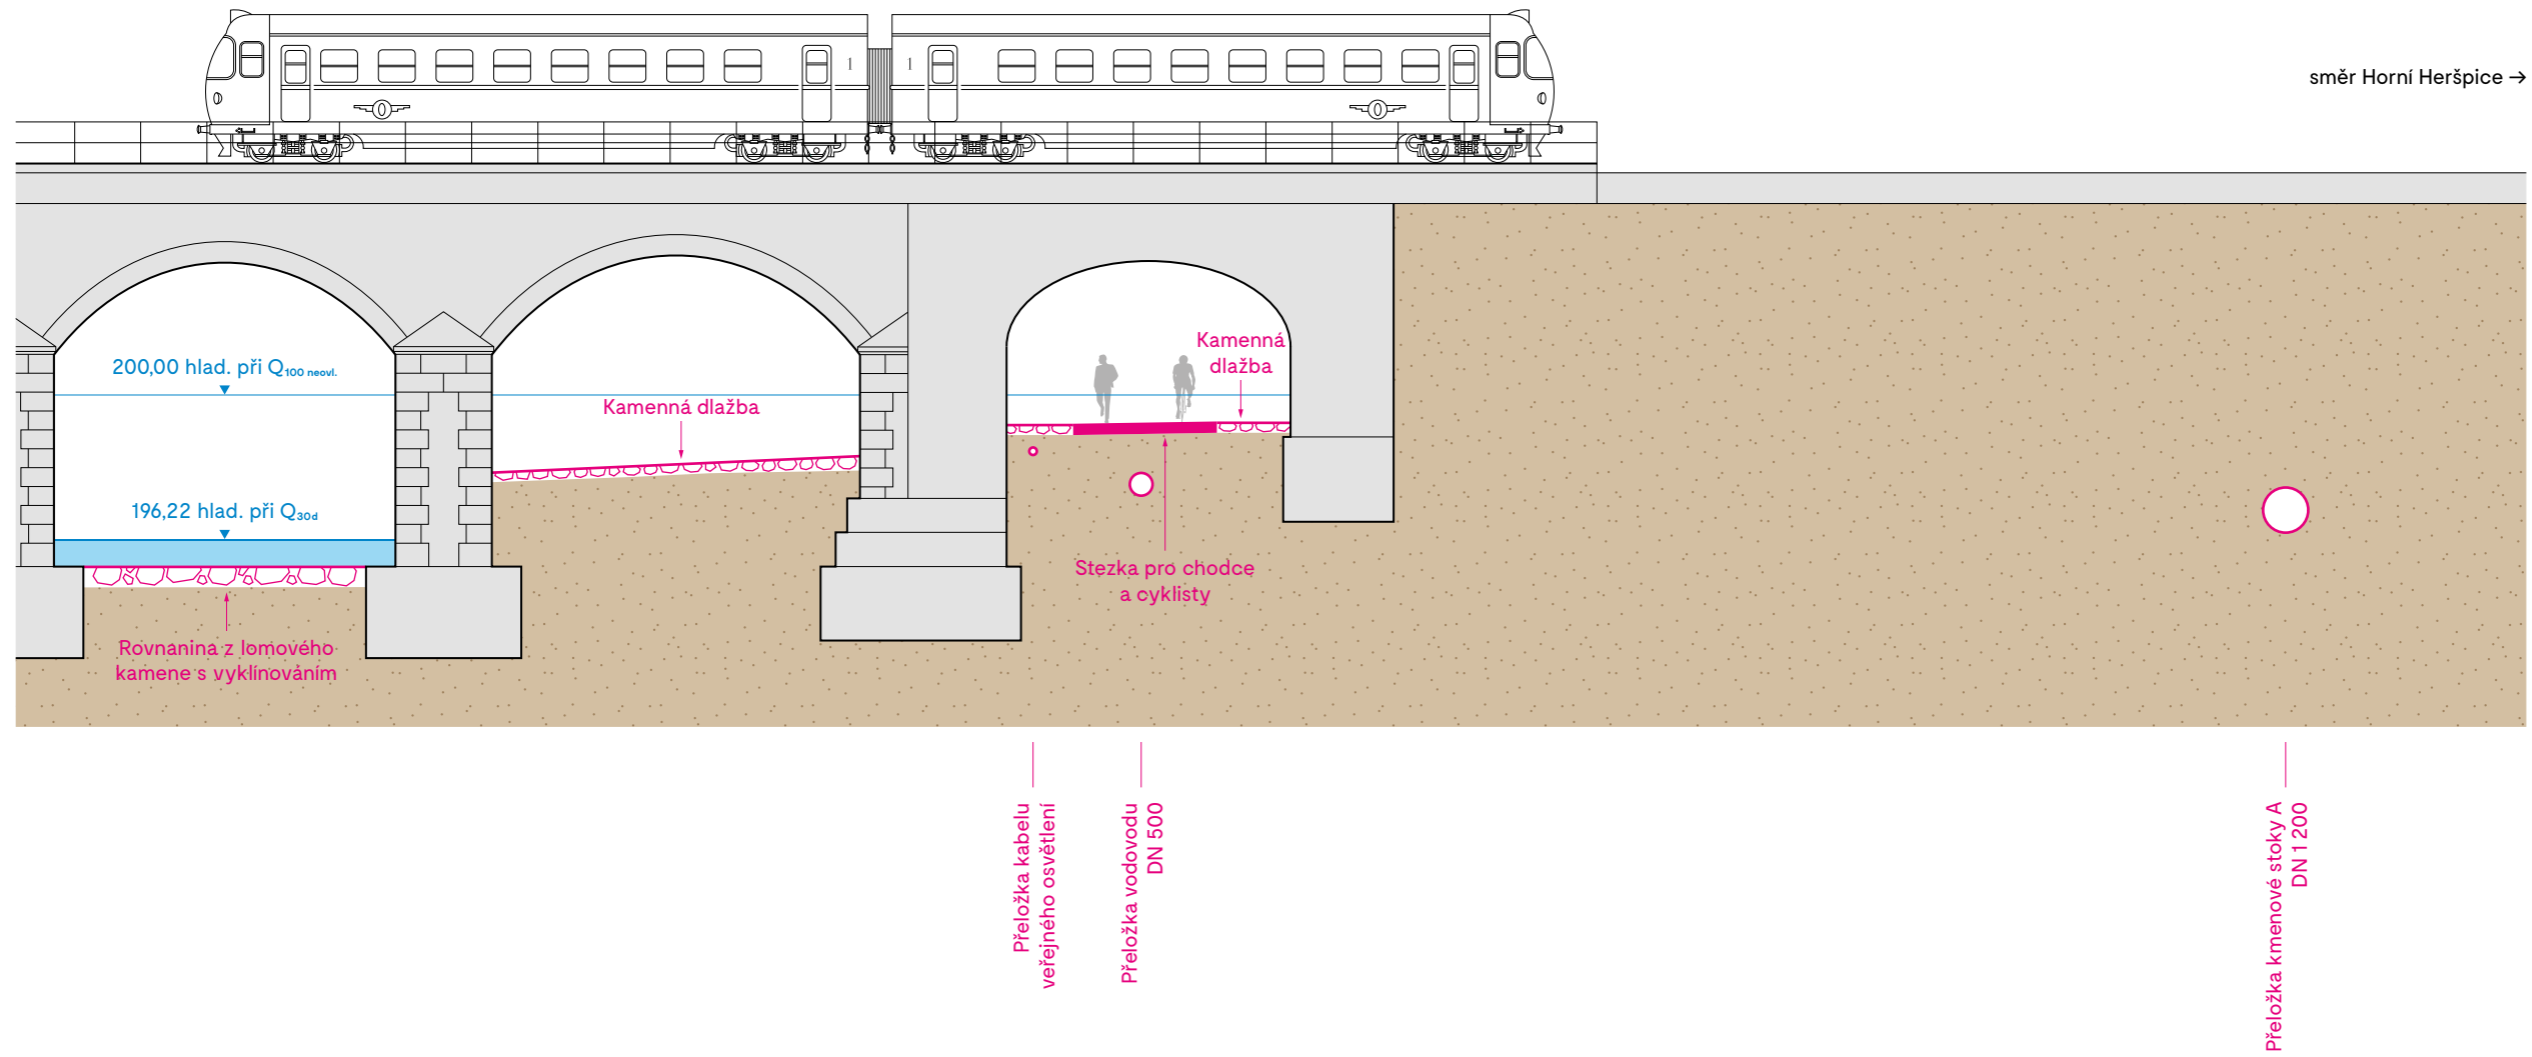 1
1
směr Horní Heršpice →
200,00 hlad. při Q100 neovl.
196,22 hlad. při Q30d
Rovnanina z lomového
kamene s vyklínováním
Kamenná dlažba
Kamenná
dlažba
Stezka pro chodce
a cyklisty
Přeložka kabelu
veřejného osvětlení
Přeložka vodovodu
DN 500
Přeložka kmenové stoky A
DN 1 200